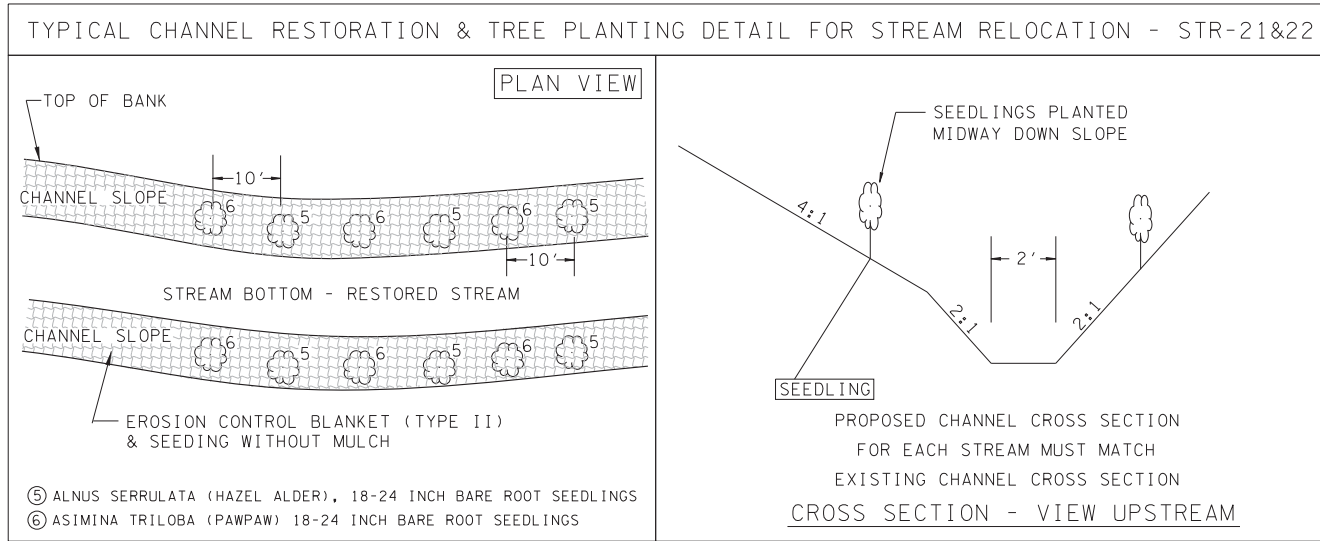 TYPICAL CHANNEL RESTORATION & TREE PLANTING DETAIL FOR STREAM RELOCATION - STR-21&22
PLAN VIEW
TOP OF BANK
10'
CHANNEL SLOPE
6
5
6
5
6
5
10'
STREAM BOTTOM - RESTORED STREAM
CHANNEL SLOPE
6
5
6
5
6
5
EROSION CONTROL BLANKET (TYPE II)
& SEEDING WITHOUT MULCH
5 ALNUS SERRULATA (HAZEL ALDER), 18-24 INCH BARE ROOT SEEDLINGS
6 ASIMINA TRILOBA (PAWPAW) 18-24 INCH BARE ROOT SEEDLINGS
SEEDLINGS PLANTED
MIDWAY DOWN SLOPE
4:1
2'
2:1
2:1
SEEDLING
PROPOSED CHANNEL CROSS SECTION
FOR EACH STREAM MUST MATCH
EXISTING CHANNEL CROSS SECTION
CROSS SECTION - VIEW UPSTREAM